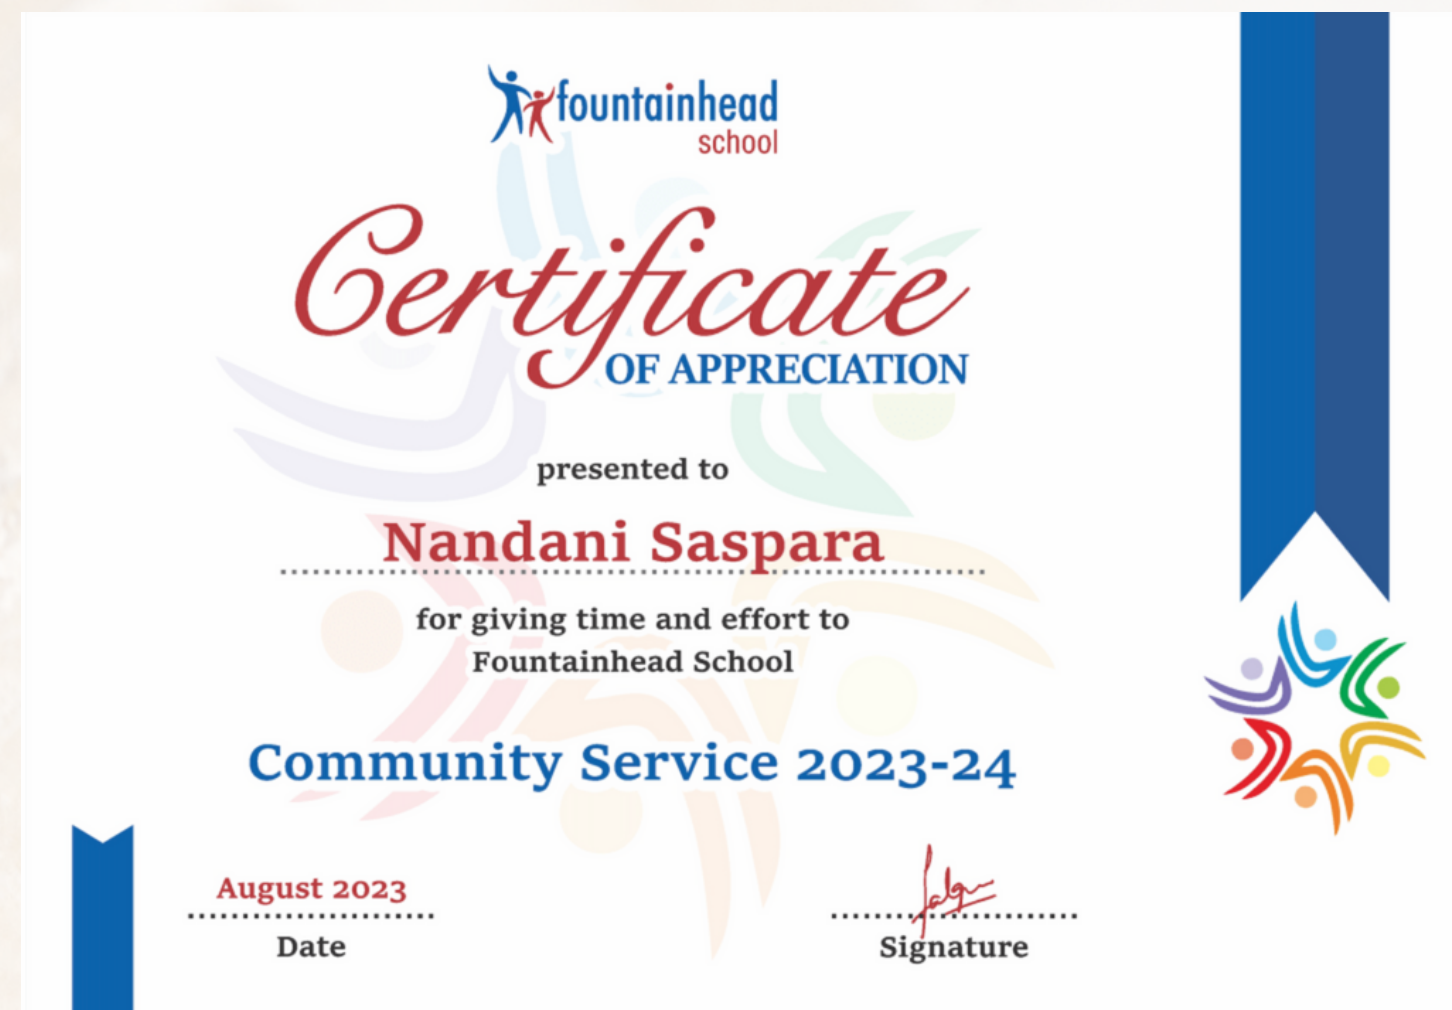 fountainhead
school
Certificate
OF APPRECIATION
presented to
Nandani Saspara
for giving time and effort to
Fountainhead School
Community Service 2023-24
August 2023
Date
Signature